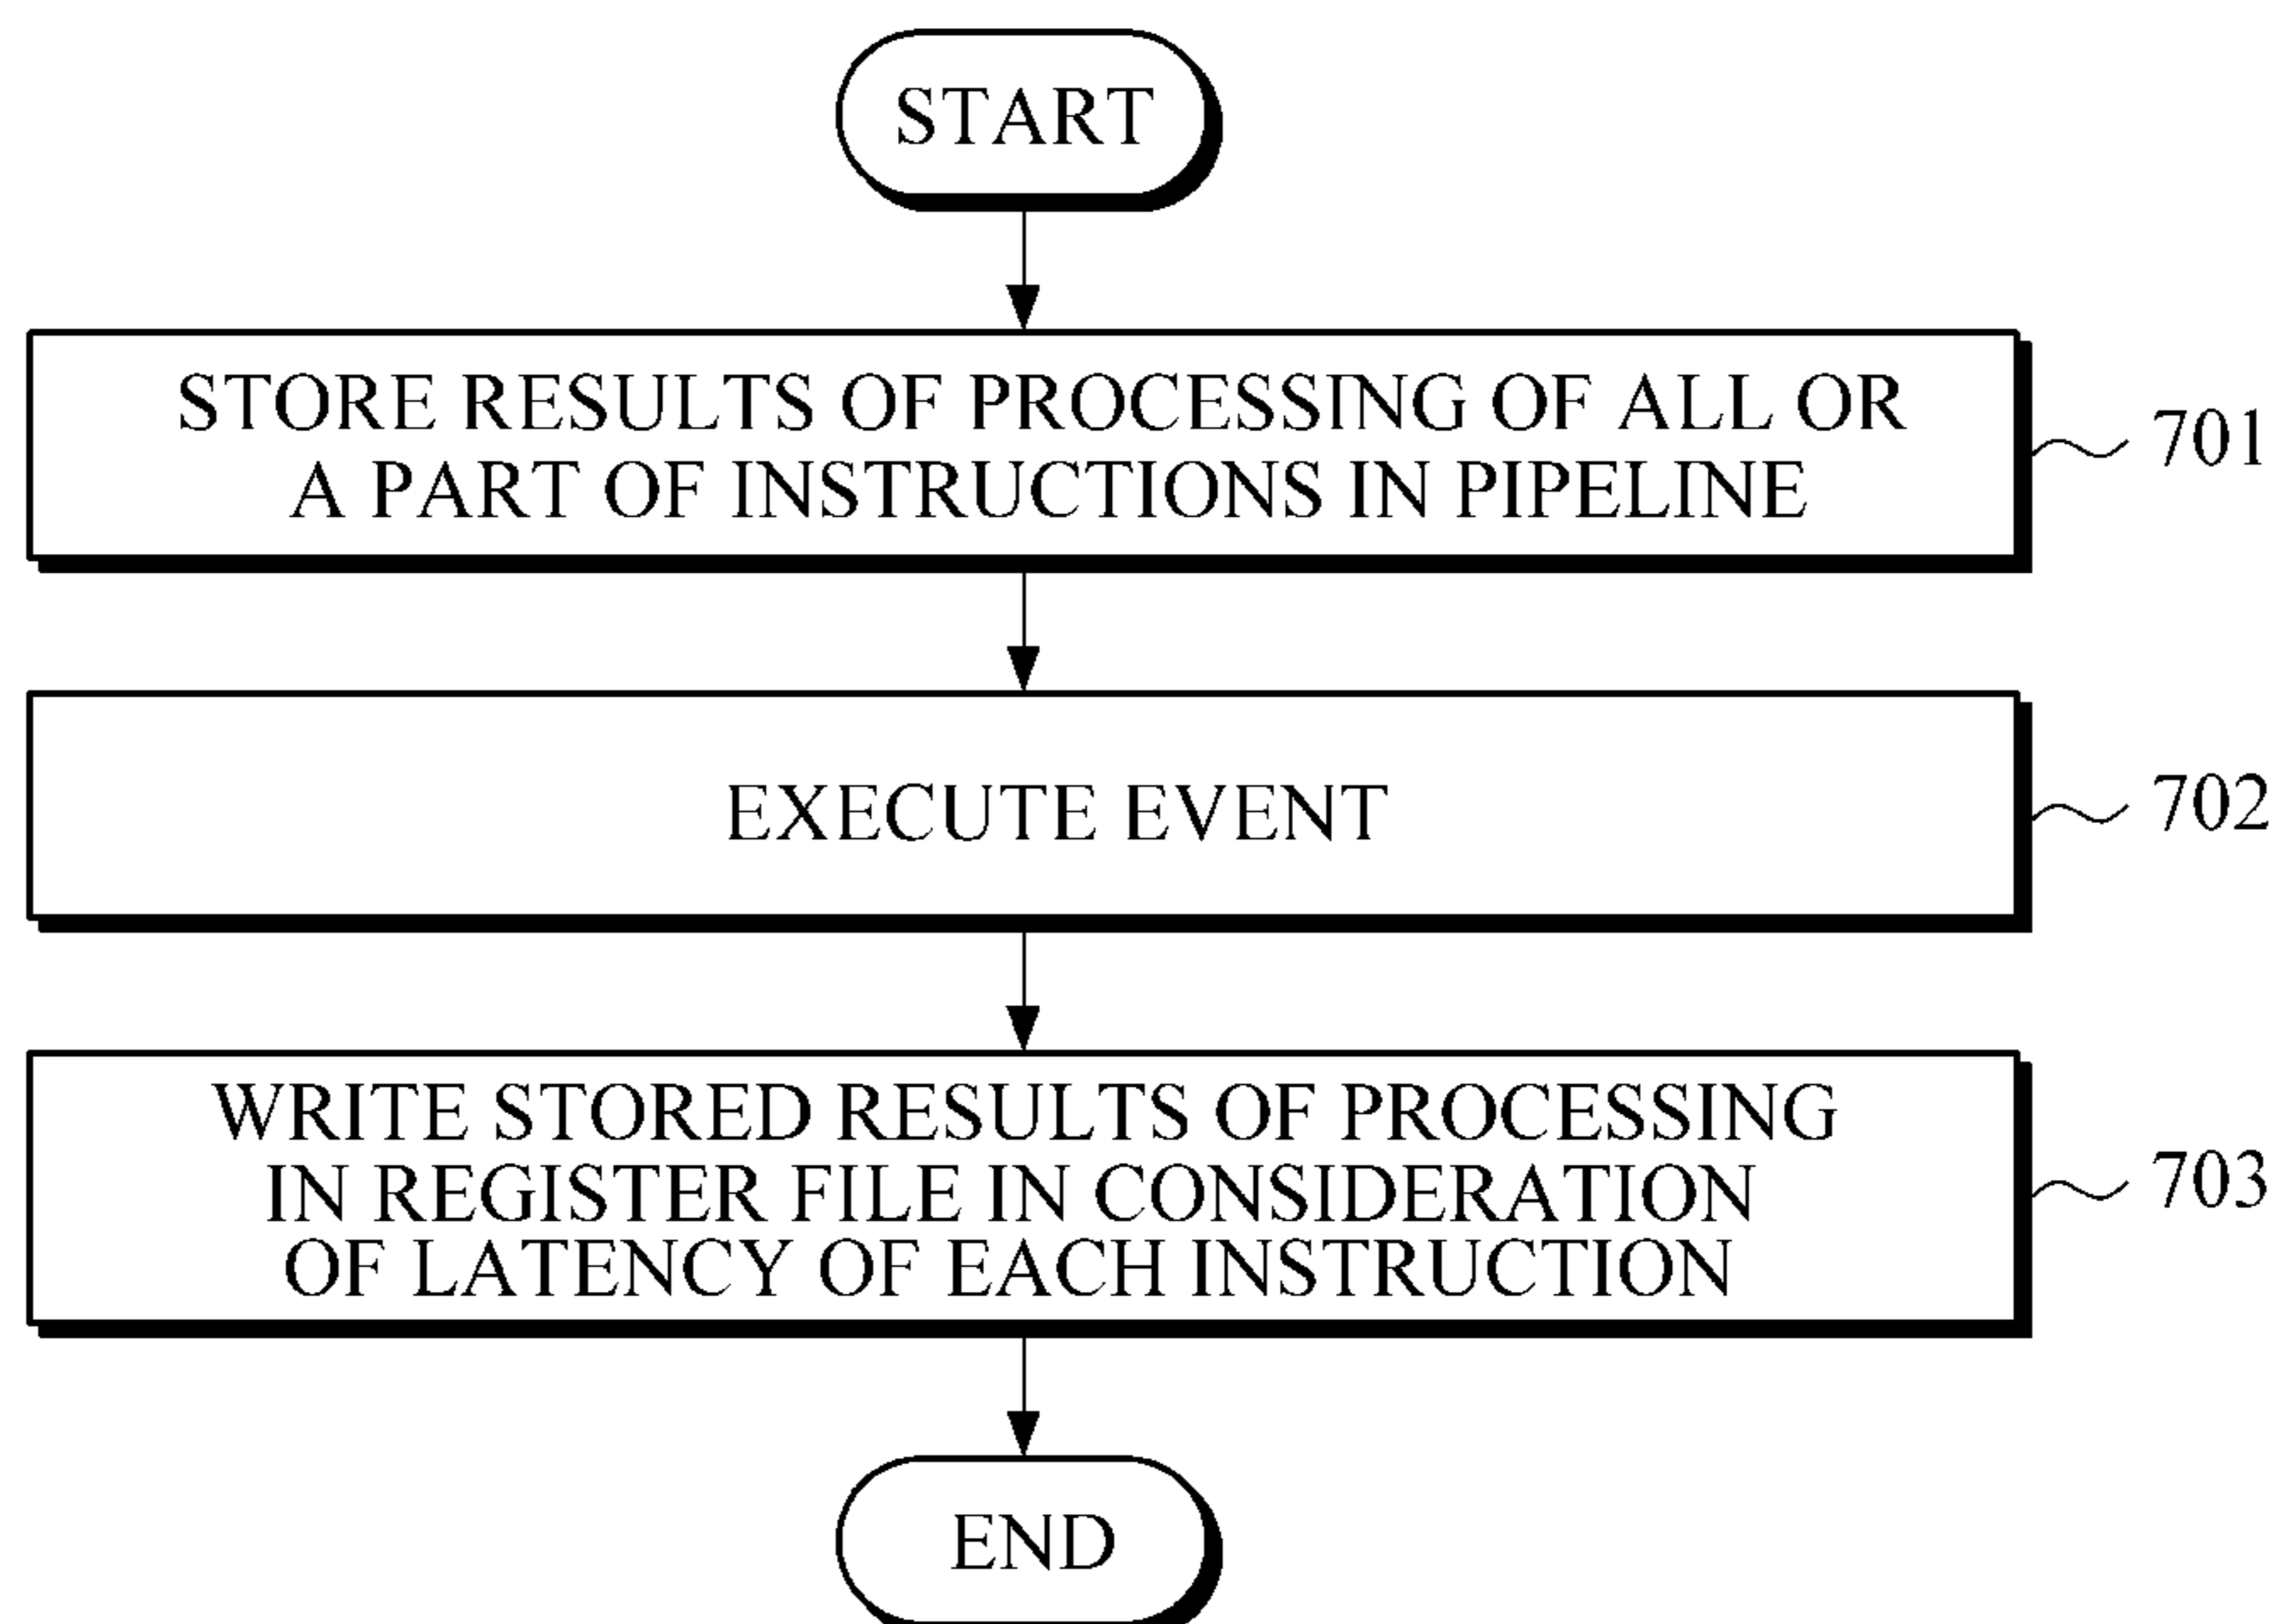 START
STORE RESULTS OF PROCESSING OF ALL OR
A PART OF INSTRUCTIONS IN PIPELINE
701
EXECUTE EVENT
702
WRITE STORED RESULTS OF PROCESSING
IN REGISTER FILE IN CONSIDERATION
OF LATENCY OF EACH INSTRUCTION
703
END